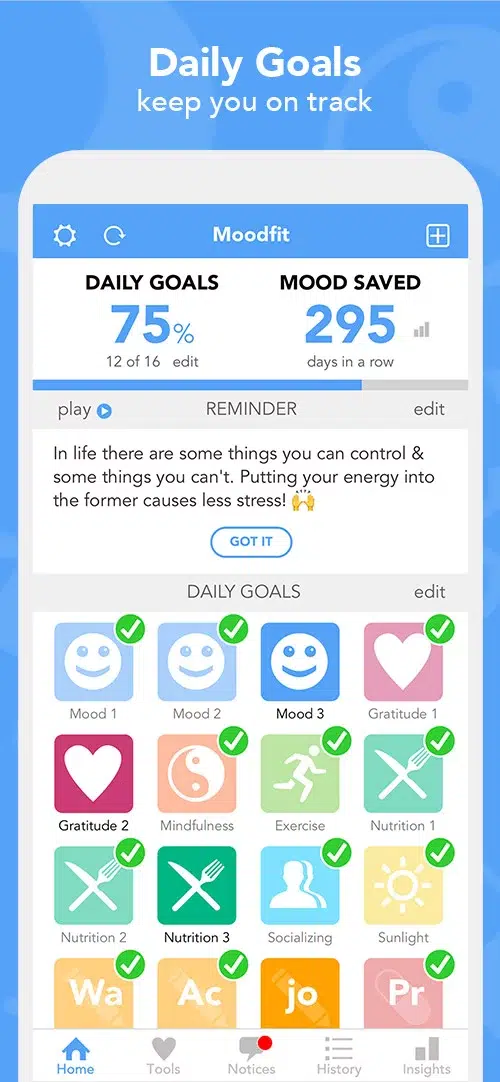 Daily Goals
keep you on track
Moodfit
DAILY GOALS
75%
12 of 16 edit
MOOD SAVED
295
days in a row
play REMINDER edit
In life there are some things you can control &
some things you can't. Putting your energy into
the former causes less stress! 🙌
GOT IT
DAILY GOALS edit
Mood 1
Mood 2
Mood 3
Gratitude 1
Gratitude 2
Mindfulness
Exercise
Nutrition 1
Nutrition 2
Nutrition 3
Socializing
Sunlight
Wa
Ac
jo
Pr
Home
Tools
Notices
History
Insights